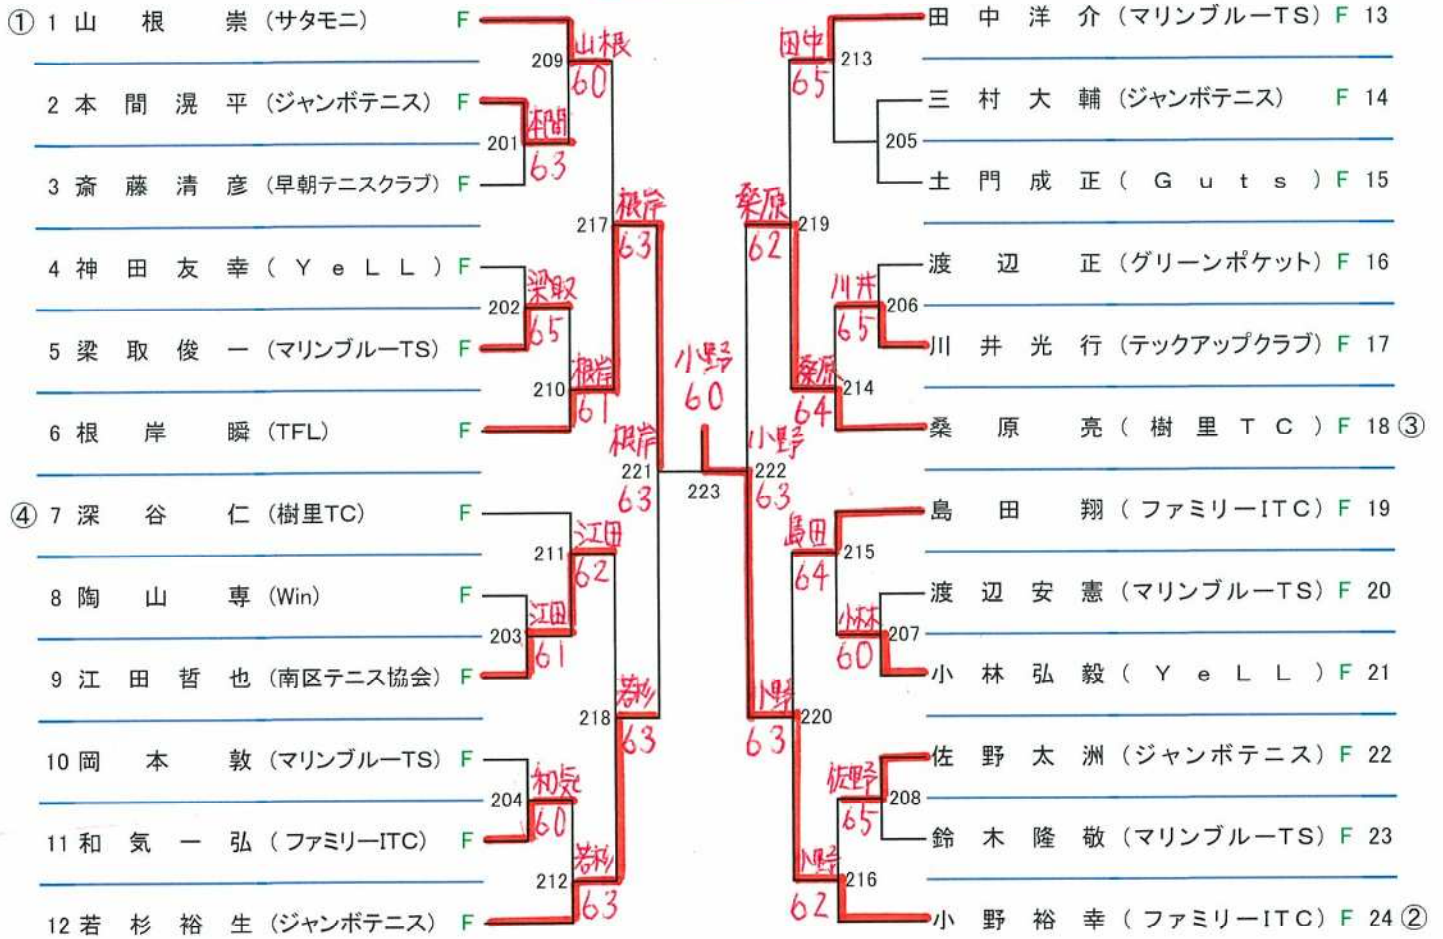 ① 1 山根 崇 (サタモニ) F
209
山根
60
2 本間滉平 (ジャンボテニス) F
201
本間
63
3 斎藤清彦 (早朝テニスクラブ) F
217
根岸
63
4 神田友幸 (YeLL) F
202
梁取
65
5 梁取俊一 (マリンブルーTS) F
210
根岸
61
6 根岸 瞬 (TFL) F
根岸
221
63
④ 7 深谷 仁 (樹里TC) F
211
江田
62
8 陶山 専 (Win) F
203
江田
61
9 江田哲也 (南区テニス協会) F
218
若杉
63
10 岡本 敦 (マリンブルーTS) F
204
和気
60
11 和気一弘 (ファミリーITC) F
212
若杉
63
12 若杉裕生 (ジャンボテニス) F
小野
60
223
田中洋介 (マリンブルーTS) F 13
田中
65
213
三村大輔 (ジャンボテニス) F 14
205
土門成正 (Guts) F 15
桑原
62
219
渡辺 正 (グリーンポケット) F 16
川井
65
206
川井光行 (テックアップクラブ) F 17
桑原
64
214
桑原 亮 (樹里TC) F 18 ③
小野
222
63
島田 翔 (ファミリーITC) F 19
島田
64
215
渡辺安憲 (マリンブルーTS) F 20
小林
60
207
小林弘毅 (YeLL) F 21
小野
63
220
佐野太洲 (ジャンボテニス) F 22
佐野
65
208
鈴木隆敬 (マリンブルーTS) F 23
小野
62
216
小野裕幸 (ファミリーITC) F 24 ②